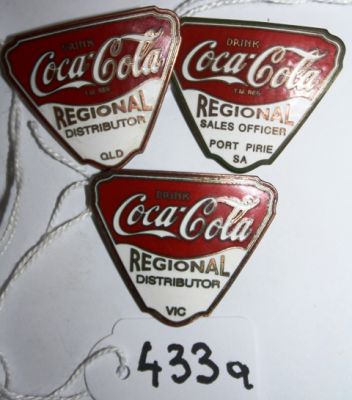 DRINK
Coca-Cola
T.M. REG.
REGIONAL
DISTRIBUTOR
QLD
DRINK
Coca-Cola
T.M. REG.
REGIONAL
SALES OFFICER
PORT PIRIE
SA
DRINK
Coca-Cola
REGIONAL
DISTRIBUTOR
VIC
433a